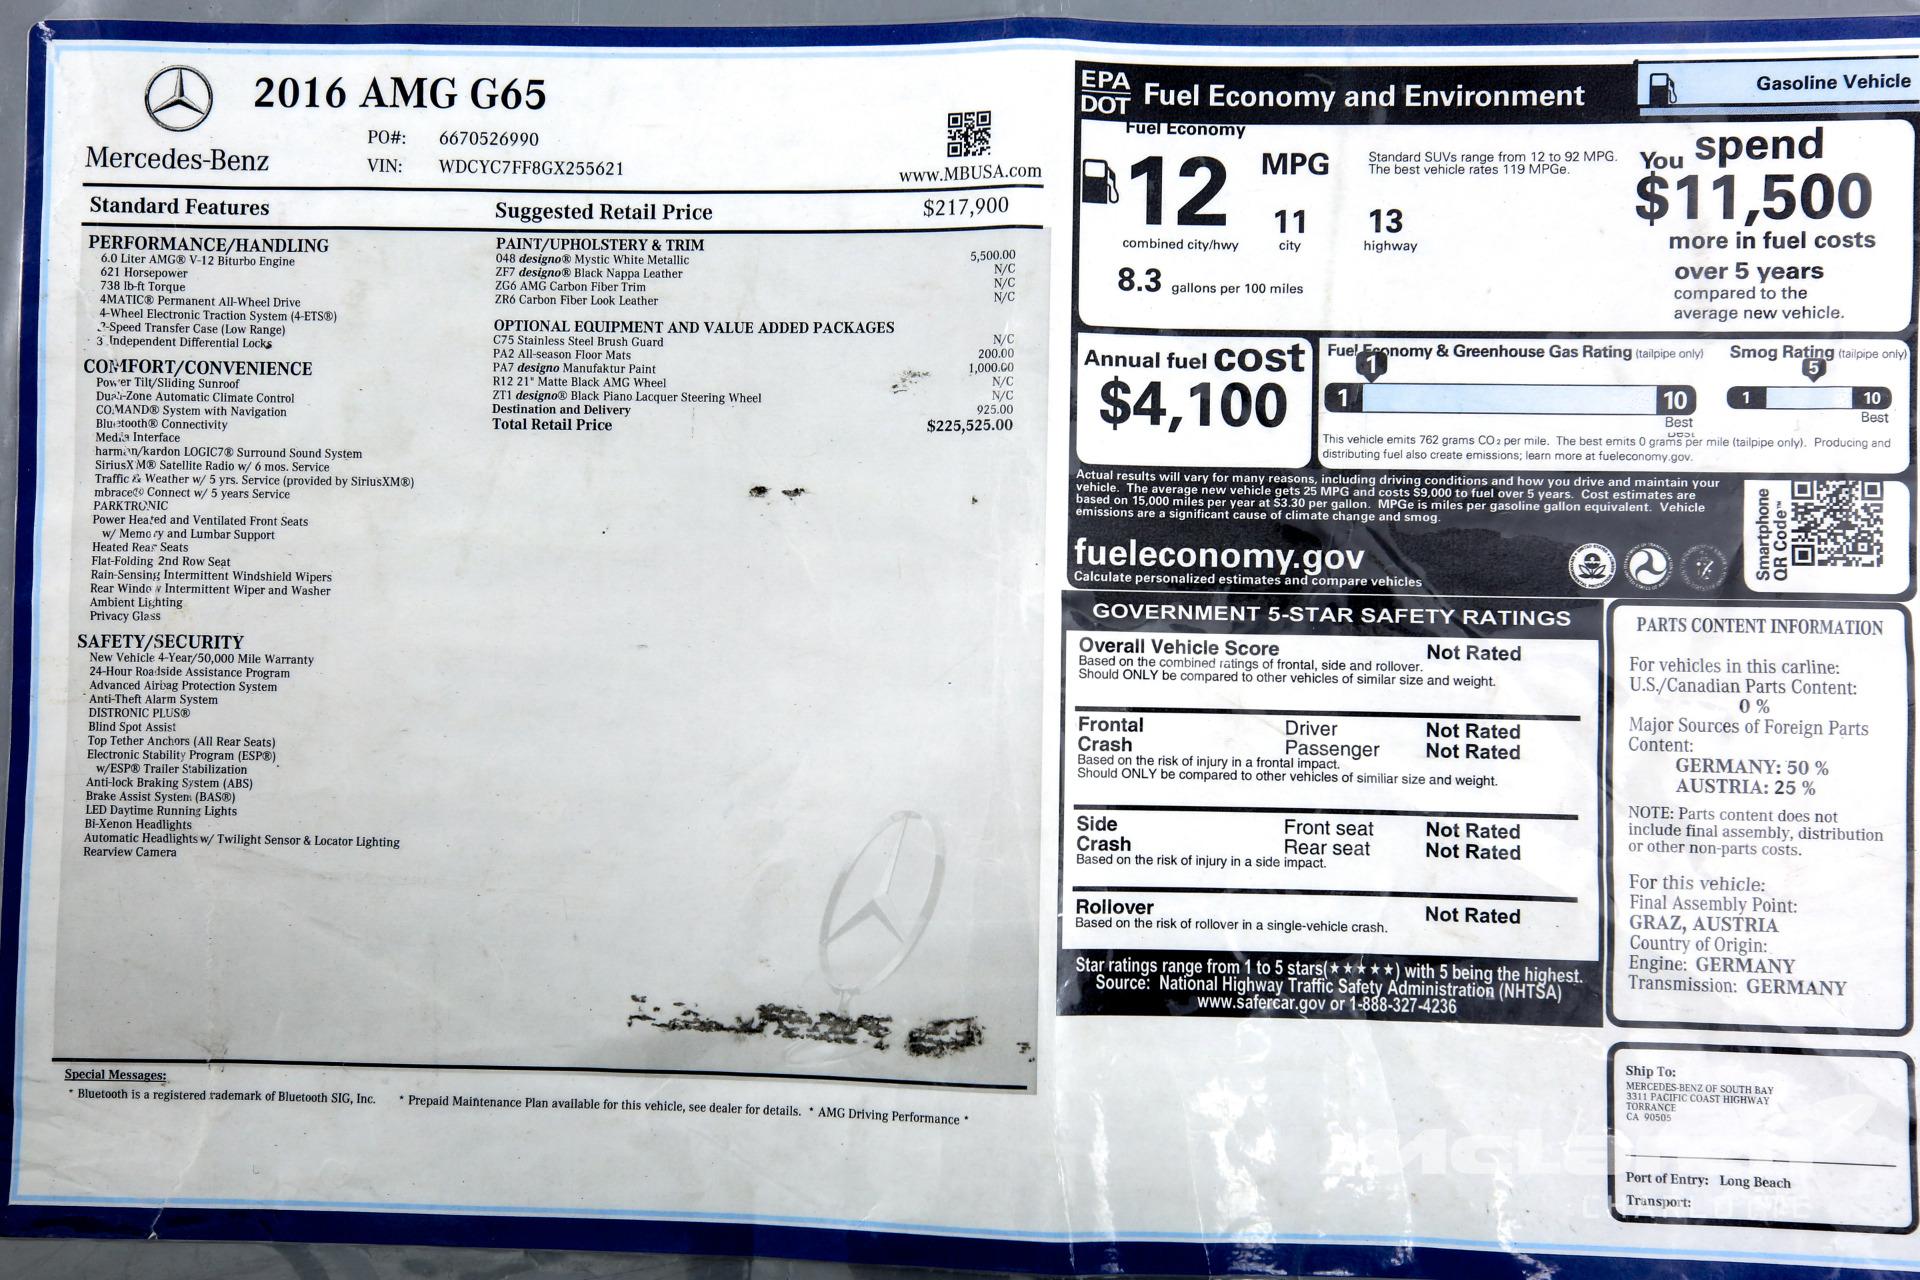 2016 AMG G65
Mercedes-Benz
PO#: 6670526990
VIN: WDCYC7FF8GX255621
www.MBUSA.com
Standard Features
Suggested Retail Price $217,900
PERFORMANCE/HANDLING
6.0 Liter AMG® V-12 Biturbo Engine
621 Horsepower
738 lb-ft Torque
4MATIC® Permanent All-Wheel Drive
4-Wheel Electronic Traction System (4-ETS®)
2-Speed Transfer Case (Low Range)
3 Independent Differential Locks
COMFORT/CONVENIENCE
Power Tilt/Sliding Sunroof
Dual-Zone Automatic Climate Control
COMAND® System with Navigation
Bluetooth® Connectivity
Media Interface
harman/kardon LOGIC7® Surround Sound System
SiriusXM® Satellite Radio w/ 6 mos. Service
Traffic & Weather w/ 5 yrs. Service (provided by SiriusXM®)
mbrace® Connect w/ 5 years Service
PARKTRONIC
Power Heated and Ventilated Front Seats
w/ Memory and Lumbar Support
Heated Rear Seats
Flat-Folding 2nd Row Seat
Rain-Sensing Intermittent Windshield Wipers
Rear Window Intermittent Wiper and Washer
Ambient Lighting
Privacy Glass
SAFETY/SECURITY
New Vehicle 4-Year/50,000 Mile Warranty
24-Hour Roadside Assistance Program
Advanced Airbag Protection System
Anti-Theft Alarm System
DISTRONIC PLUS®
Blind Spot Assist
Top Tether Anchors (All Rear Seats)
Electronic Stability Program (ESP®)
w/ESP® Trailer Stabilization
Anti-lock Braking System (ABS)
Brake Assist System (BAS®)
LED Daytime Running Lights
Bi-Xenon Headlights
Automatic Headlights w/ Twilight Sensor & Locator Lighting
Rearview Camera
PAINT/UPHOLSTERY & TRIM
048 designo® Mystic White Metallic 5,500.00
ZF7 designo® Black Nappa Leather N/C
ZG6 AMG Carbon Fiber Trim N/C
ZR6 Carbon Fiber Look Leather N/C
OPTIONAL EQUIPMENT AND VALUE ADDED PACKAGES
C75 Stainless Steel Brush Guard N/C
PA2 All-season Floor Mats 200.00
PA7 designo Manufaktur Paint 1,000.00
R12 21" Matte Black AMG Wheel N/C
ZT1 designo® Black Piano Lacquer Steering Wheel N/C
Destination and Delivery 925.00
Total Retail Price $225,525.00
Special Messages:
* Bluetooth is a registered trademark of Bluetooth SIG, Inc. * Prepaid Maintenance Plan available for this vehicle, see dealer for details. * AMG Driving Performance *
EPA
DOT
Fuel Economy and Environment
Gasoline Vehicle
Fuel Economy
12 MPG
combined city/hwy
11
city
13
highway
8.3 gallons per 100 miles
Standard SUVs range from 12 to 92 MPG.
The best vehicle rates 119 MPGe.
You spend
$11,500
more in fuel costs
over 5 years
compared to the
average new vehicle.
Annual fuel cost
$4,100
Fuel Economy & Greenhouse Gas Rating (tailpipe only)
1
1 10
Best
Smog Rating (tailpipe only)
5
1 10
Best
This vehicle emits 762 grams CO2 per mile. The best emits 0 grams per mile (tailpipe only). Producing and
distributing fuel also create emissions; learn more at fueleconomy.gov.
Actual results will vary for many reasons, including driving conditions and how you drive and maintain your
vehicle. The average new vehicle gets 25 MPG and costs $9,000 to fuel over 5 years. Cost estimates are
based on 15,000 miles per year at $3.30 per gallon. MPGe is miles per gasoline gallon equivalent. Vehicle
emissions are a significant cause of climate change and smog.
fueleconomy.gov
Calculate personalized estimates and compare vehicles
Smartphone
QR Code™
GOVERNMENT 5-STAR SAFETY RATINGS
Overall Vehicle Score Not Rated
Based on the combined ratings of frontal, side and rollover.
Should ONLY be compared to other vehicles of similar size and weight.
Frontal Driver Not Rated
Crash Passenger Not Rated
Based on the risk of injury in a frontal impact.
Should ONLY be compared to other vehicles of similiar size and weight.
Side Front seat Not Rated
Crash Rear seat Not Rated
Based on the risk of injury in a side impact.
Rollover Not Rated
Based on the risk of rollover in a single-vehicle crash.
Star ratings range from 1 to 5 stars(★★★★★) with 5 being the highest.
Source: National Highway Traffic Safety Administration (NHTSA)
www.safercar.gov or 1-888-327-4236
PARTS CONTENT INFORMATION
For vehicles in this carline:
U.S./Canadian Parts Content:
0 %
Major Sources of Foreign Parts
Content:
GERMANY: 50 %
AUSTRIA: 25 %
NOTE: Parts content does not
include final assembly, distribution
or other non-parts costs.
For this vehicle:
Final Assembly Point:
GRAZ, AUSTRIA
Country of Origin:
Engine: GERMANY
Transmission: GERMANY
Ship To:
MERCEDES-BENZ OF SOUTH BAY
3311 PACIFIC COAST HIGHWAY
TORRANCE
CA 90505
Port of Entry: Long Beach
Transport: